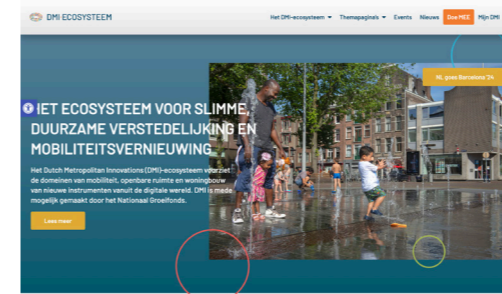 DMI ECOSYSTEEM
Het DMI-ecosysteem Themapagina's Events Nieuws Doe MEE Mijn DMI
NL goes Barcelona '24
HET ECOSYSTEEM VOOR SLIMME,
DUURZAME VERSTEDELIJKING EN
MOBILITEITSVERNIEUWING
Het Dutch Metropolitan Innovations (DMI)-ecosysteem voorziet
de domeinen van mobiliteit, openbare ruimte en woningbouw
van nieuwe instrumenten vanuit de digitale wereld. DMI is mede
mogelijk gemaakt door het Nationaal Groeifonds.
Lees meer